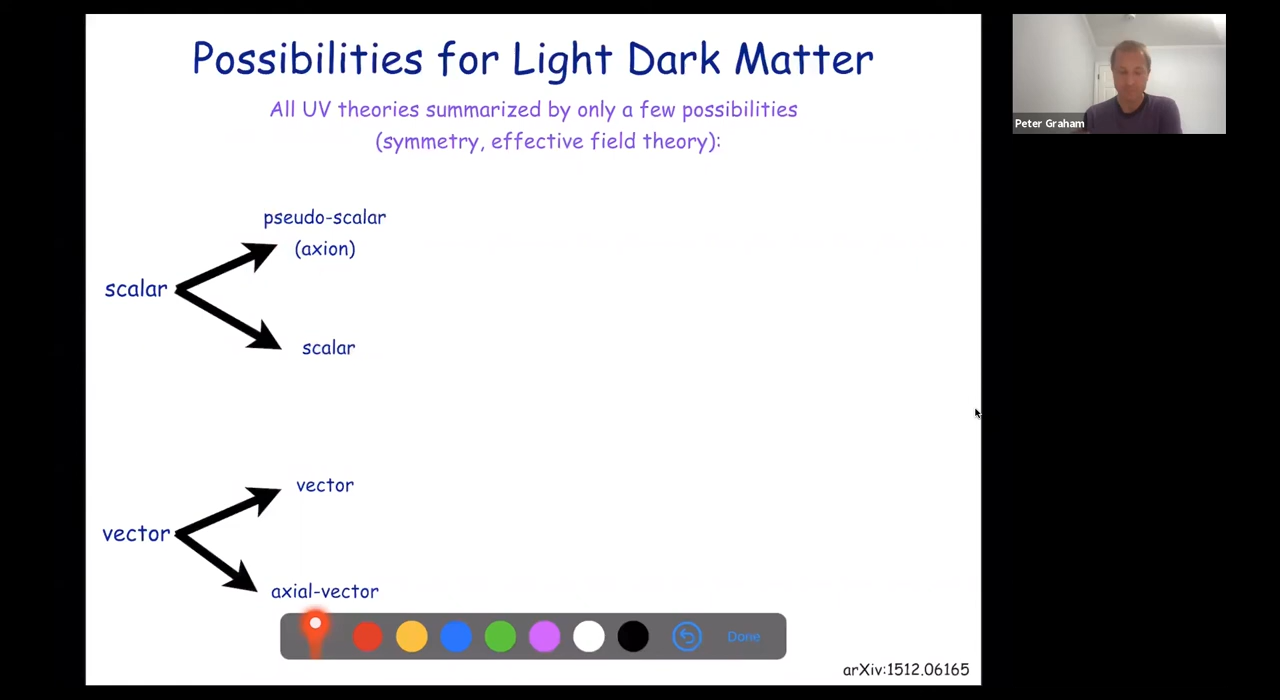 Possibilities for Light Dark Matter
All UV theories summarized by only a few possibilities
(symmetry, effective field theory):
pseudo-scalar
(axion)
scalar
scalar
vector
vector
axial-vector
Done
arXiv:1512.06165
Peter Graham